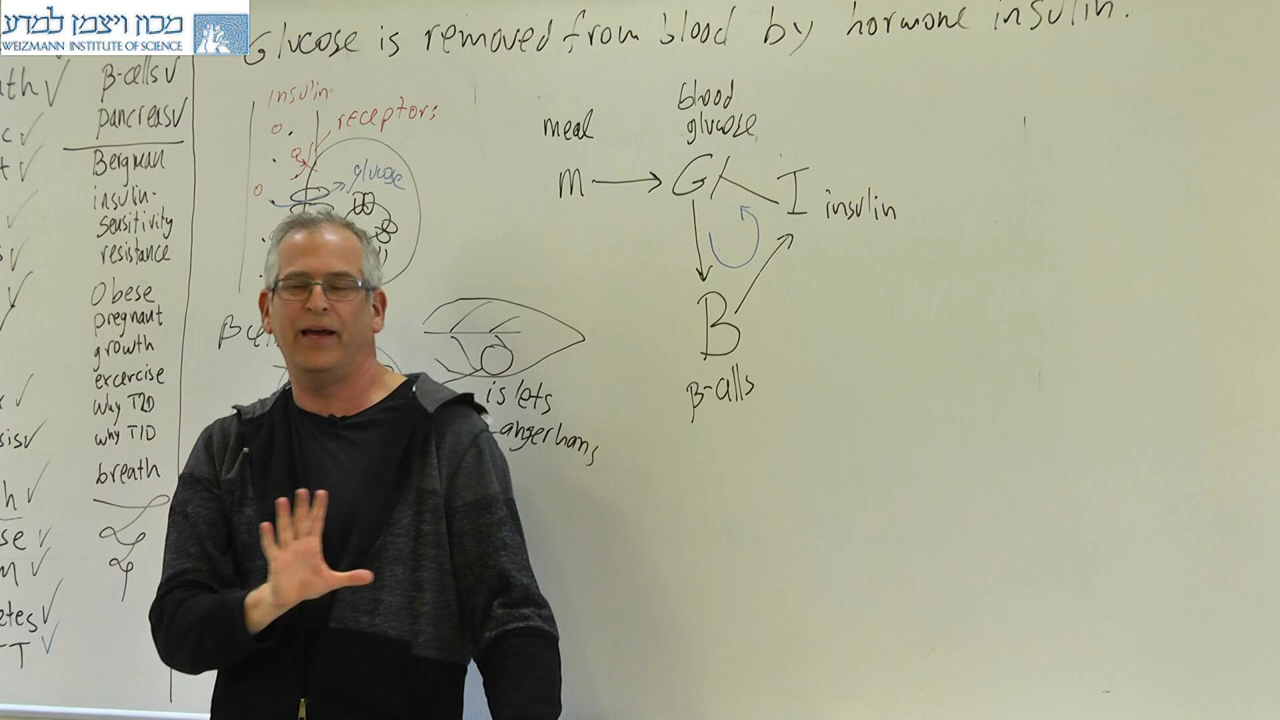 מכון ויצמן למדע
WEIZMANN INSTITUTE OF SCIENCE
Glucose is removed from blood by hormone insulin.
β-cells ✓
pancreas ✓
Bergman
insulin-
sensitivity
resistance
Obese
pregnant
growth
excercise
Why T2D
why T1D
breath
insulin
receptors
glucose
islets
meal
blood
glucose
m → G I insulin
B
β-cells